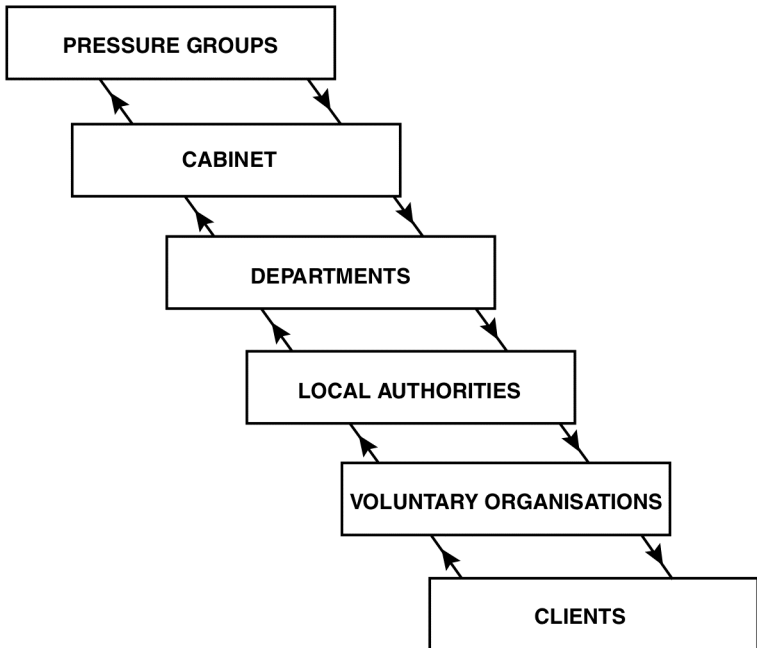 PRESSURE GROUPS
CABINET
DEPARTMENTS
LOCAL AUTHORITIES
VOLUNTARY ORGANISATIONS
CLIENTS